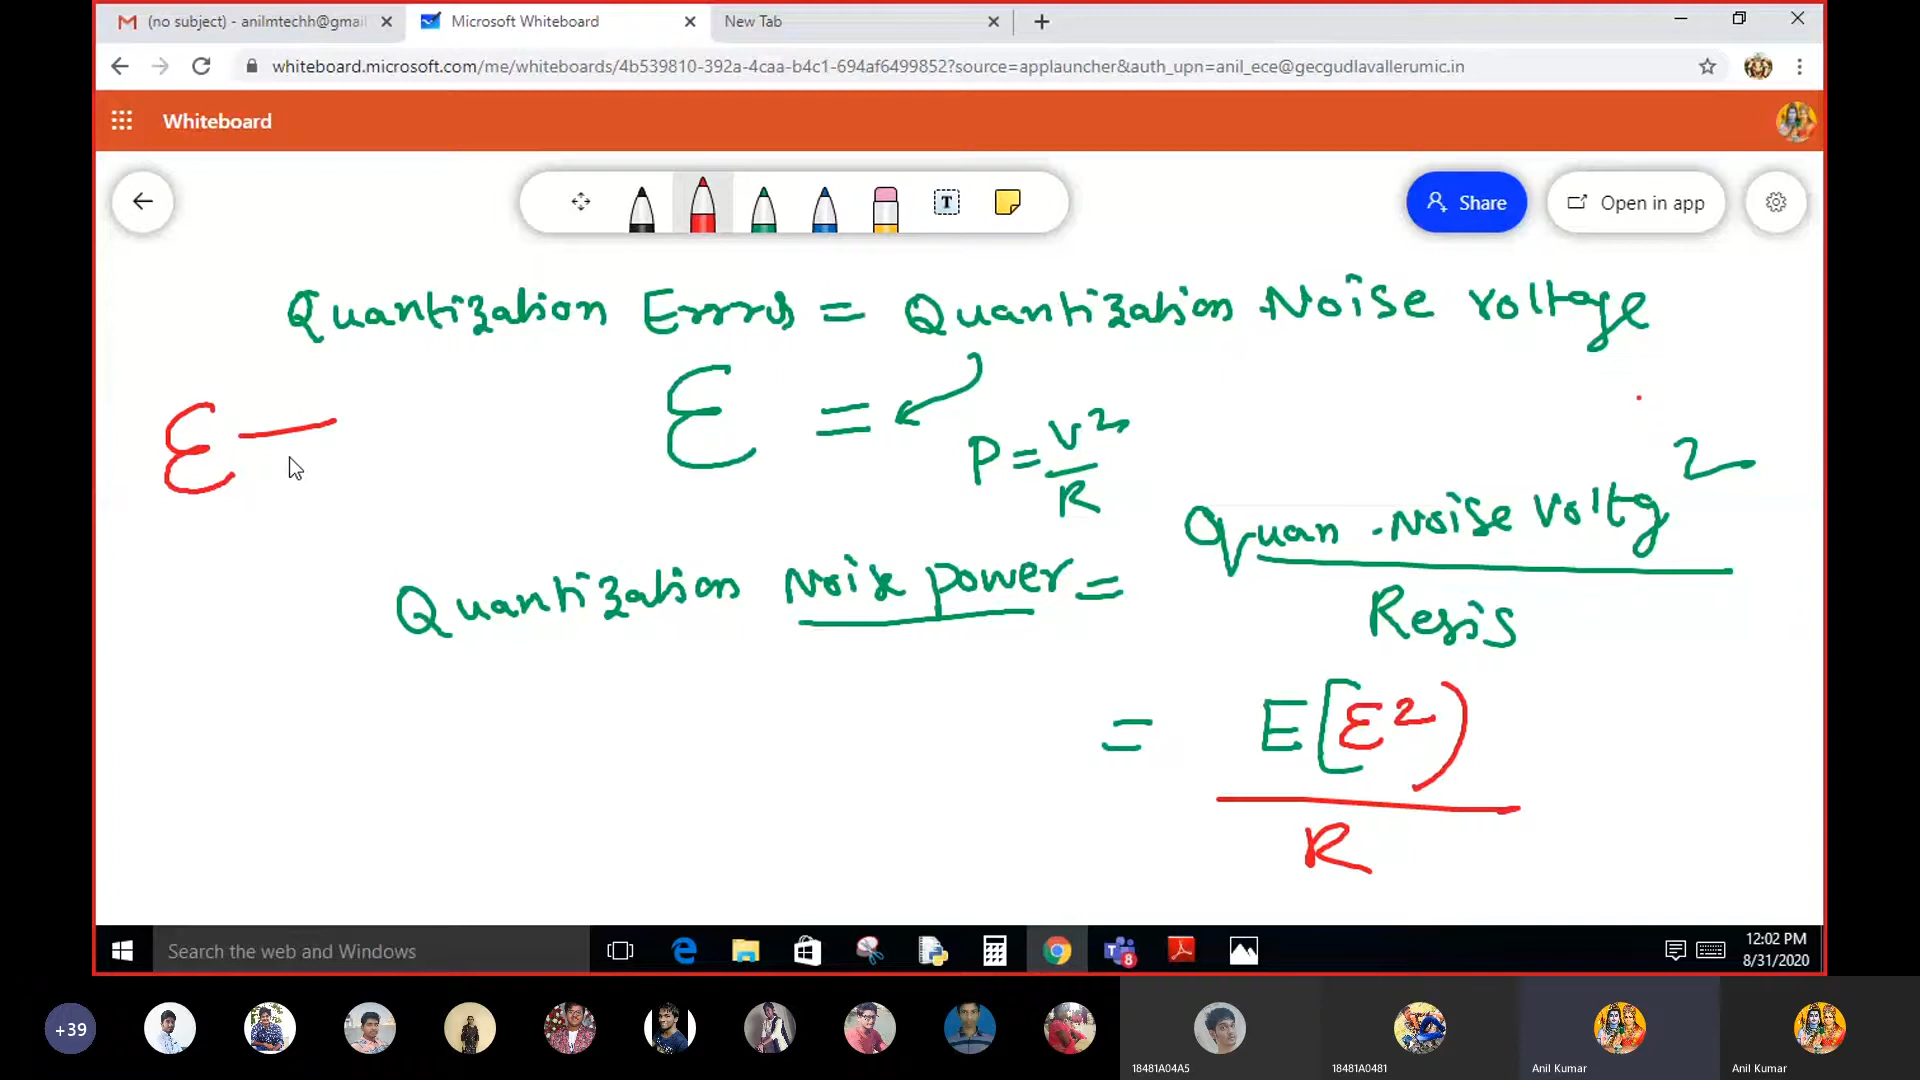 (no subject) - anilmtechh@gmai
Microsoft Whiteboard
New Tab
whiteboard.microsoft.com/me/whiteboards/4b539810-392a-4caa-b4c1-694af6499852?source=applauncher&auth_upn=anil_ece@gecgudlavallerumic.in
Whiteboard
T
Share
Open in app
Quantization Errors = Quantization Noise voltage
ε =
ε —
P = V²/R
Quan. Noise Voltg ²
Quantization Noise power =
Resis
= E[ε²)
R
Search the web and Windows
8
12:02 PM
8/31/2020
+39
18481A04A5
18481A0481
Anil Kumar
Anil Kumar